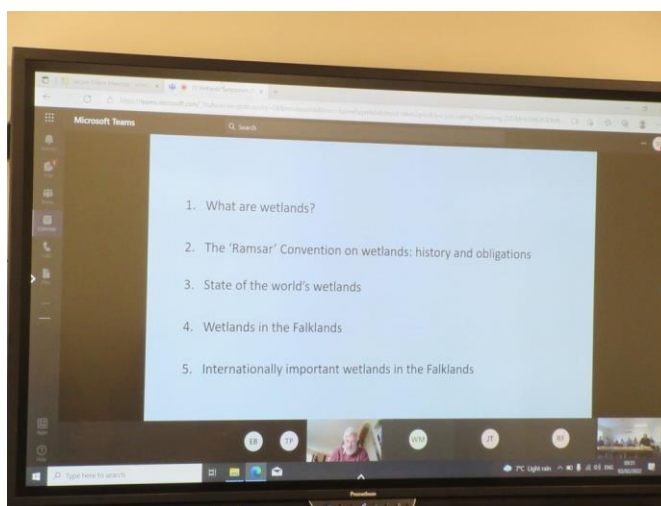 Microsoft Teams
Search
1. What are wetlands?
2. The 'Ramsar' Convention on wetlands: history and obligations
3. State of the world's wetlands
4. Wetlands in the Falklands
5. Internationally important wetlands in the Falklands
EB
TP
WM
JT
RF
Type here to search
7°C Light rain
ENG
Promethean